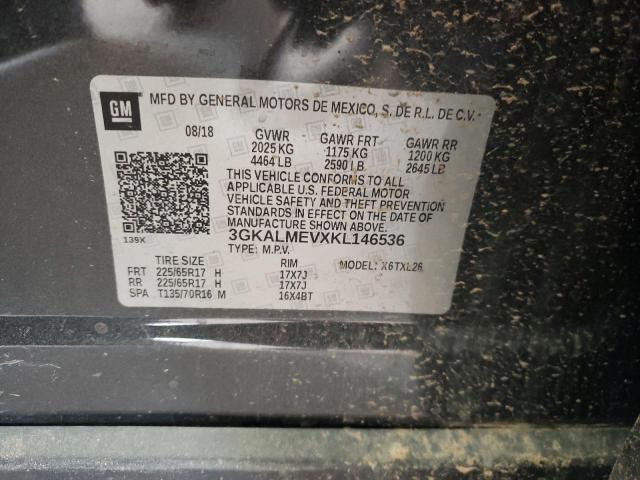 GM MFD BY GENERAL MOTORS DE MEXICO, S. DE R.L. DE C.V.
08/18 GVWR GAWR FRT GAWR RR
2025 KG 1175 KG 1200 KG
4464 LB 2590 LB 2645 LB
THIS VEHICLE CONFORMS TO ALL
APPLICABLE U.S. FEDERAL MOTOR
VEHICLE SAFETY AND THEFT PREVENTION
STANDARDS IN EFFECT ON THE DATE OF
MANUFACTURE SHOWN ABOVE.
139X 3GKALMEVXKL146536
TYPE: M.P.V.
TIRE SIZE RIM MODEL: X6TXL26
FRT 225/65R17 H 17X7J
RR 225/65R17 H 17X7J
SPA T135/70R16 M 16X4BT